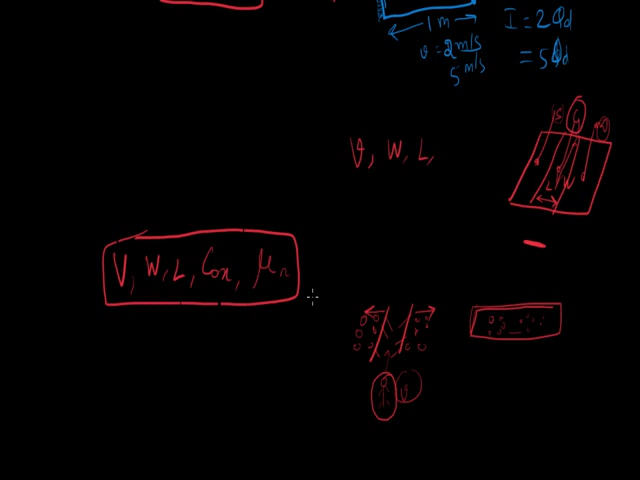 1 m
I = 2Qd
v = 2 m/s
5 m/s
= 5Qd
(S)
G
D
V, W, L,
L
W
V, W, L, Cox, μn
v